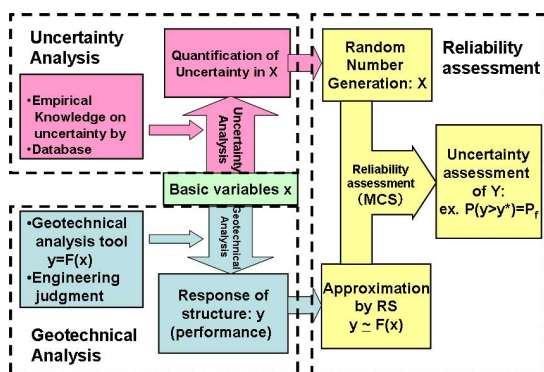 Uncertainty
Analysis
Quantification
of Uncertainty in X
•Empirical
Knowledge on
uncertainty by
•Database
Uncertainty
Analysis
Basic variables x
Geotechnical
Analysis
•Geotechnical
analysis tool
y=F(x)
•Engineering
judgment
Response of
structure: y
(performance)
Geotechnical
Analysis
Random
Number
Generation: X
Reliability
assessment
Reliability
assessment
(MCS)
Uncertainty
assessment
of Y:
ex. P(y>y*)=Pf
Approximation
by RS
y ≃ F(x)